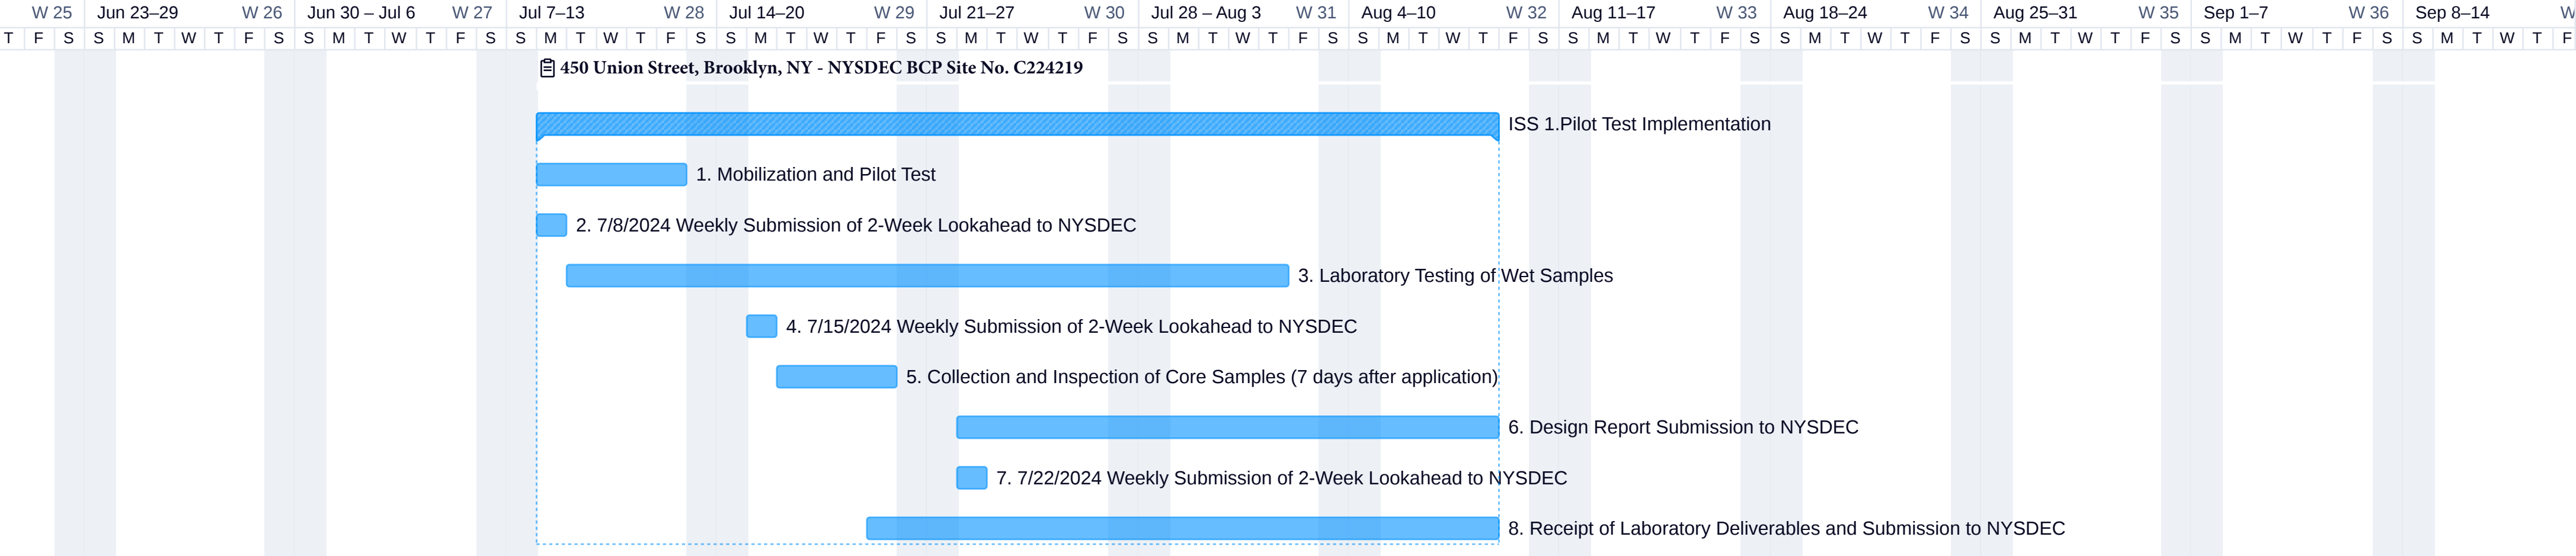 W 25 Jun 23–29 W 26 Jun 30 – Jul 6 W 27 Jul 7–13 W 28 Jul 14–20 W 29 Jul 21–27 W 30 Jul 28 – Aug 3 W 31 Aug 4–10 W 32 Aug 11–17 W 33 Aug 18–24 W 34 Aug 25–31 W 35 Sep 1–7 W 36 Sep 8–14 W
T F S S M T W T F S S M T W T F S S M T W T F S S M T W T F S S M T W T F S S M T W T F S S M T W T F S S M T W T F S S M T W T F S S M T W T F S S M T W T F S S M T W T F
450 Union Street, Brooklyn, NY - NYSDEC BCP Site No. C224219
ISS 1.Pilot Test Implementation
1. Mobilization and Pilot Test
2. 7/8/2024 Weekly Submission of 2-Week Lookahead to NYSDEC
3. Laboratory Testing of Wet Samples
4. 7/15/2024 Weekly Submission of 2-Week Lookahead to NYSDEC
5. Collection and Inspection of Core Samples (7 days after application)
6. Design Report Submission to NYSDEC
7. 7/22/2024 Weekly Submission of 2-Week Lookahead to NYSDEC
8. Receipt of Laboratory Deliverables and Submission to NYSDEC